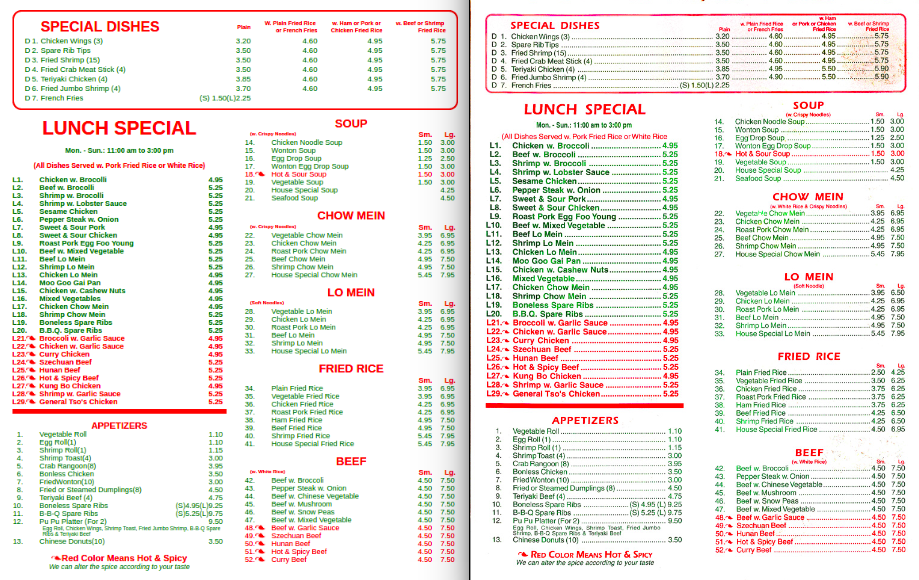 SPECIAL DISHES
Plain
W. Plain Fried Rice or French Fries
w. Ham or Pork or Chicken Fried Rice
w. Beef or Shrimp Fried Rice
D 1. Chicken Wings (3) 3.20 4.60 4.95 5.75
D 2. Spare Rib Tips 3.50 4.60 4.95 5.75
D 3. Fried Shrimp (15) 3.50 4.60 4.95 5.75
D 4. Fried Crab Meat Stick (4) 3.50 4.60 4.95 5.75
D 5. Teriyaki Chicken (4) 3.85 4.60 4.95 5.75
D 6. Fried Jumbo Shrimp (4) 3.70 4.60 4.95 5.75
D 7. French Fries (S) 1.50(L)2.25
LUNCH SPECIAL
Mon. - Sun.: 11:00 am to 3:00 pm
(All Dishes Served w. Pork Fried Rice or White Rice)
L1. Chicken w. Brocolli 4.95
L2. Beef w. Brocolli 5.25
L3. Shrimp w. Brocolli 5.25
L4. Shrimp w. Lobster Sauce 5.25
L5. Sesame Chicken 5.25
L6. Pepper Steak w. Onion 5.25
L7. Sweet & Sour Pork 4.95
L8. Sweet & Sour Chicken 4.95
L9. Roast Pork Egg Foo Young 5.25
L10. Beef w. Mixed Vegetable 5.25
L11. Beef Lo Mein 5.25
L12. Shrimp Lo Mein 5.25
L13. Chicken Lo Mein 4.95
L14. Moo Goo Gai Pan 4.95
L15. Chicken w. Cashew Nuts 4.95
L16. Mixed Vegetables 4.95
L17. Chicken Chow Mein 4.95
L18. Shrimp Chow Mein 5.25
L19. Boneless Spare Ribs 5.25
L20. B.B.Q. Spare Ribs 5.25
L21. Broccoli w. Garlic Sauce 4.95
L22. Chicken w. Garlic Sauce 4.95
L23. Curry Chicken 4.95
L24. Szechuan Beef 5.25
L25. Hunan Beef 5.25
L26. Hot & Spicy Beef 5.25
L27. Kung Bo Chicken 4.95
L28. Shrimp w. Garlic Sauce 5.25
L29. General Tso's Chicken 5.25
APPETIZERS
1. Vegetable Roll 1.10
2. Egg Roll(1) 1.10
3. Shrimp Roll(1) 1.15
4. Shrimp Toast(4) 3.00
5. Crab Rangoon(8) 3.95
6. Bonless Chicken 3.50
7. FriedWonton(10) 3.00
8. Fried or Steamed Dumplings(8) 4.50
9. Teriyaki Beef (4) 4.75
10. Boneless Spare Ribs (S)4.95(L)9.25
11. B-B-Q Spare Ribs (S)5.25(L)9.75
12. Pu Pu Platter (For 2) 9.50
Egg Roll, Chicken Wings, Shrimp Toast, Fried Jumbo Shrimp, B-B-Q Spare
Ribs & Teriyaki Beef
13. Chinese Donuts(10) 3.50
Red Color Means Hot & Spicy
We can alter the spice according to your taste
SOUP
(w. Crispy Noodles) Sm. Lg.
14. Chicken Noodle Soup 1.50 3.00
15. Wonton Soup 1.50 3.00
16. Egg Drop Soup 1.25 2.50
17. Wonton Egg Drop Soup 1.50 3.00
18. Hot & Sour Soup 1.50 3.00
19. Vegetable Soup 1.50 3.00
20. House Special Soup 4.25
21. Seafood Soup 4.50
CHOW MEIN
(w. Crispy Noodles) Sm. Lg.
22. Vegetable Chow Mein 3.95 6.95
23. Chicken Chow Mein 4.25 6.95
24. Roast Pork Chow Mein 4.25 6.95
25. Beef Chow Mein 4.95 7.50
26. Shrimp Chow Mein 4.95 7.50
27. House Special Chow Mein 5.45 7.95
LO MEIN
(Soft Noodles) Sm. Lg.
28. Vegetable Lo Mein 3.95 6.95
29. Chicken Lo Mein 4.25 6.95
30. Roast Pork Lo Mein 4.25 6.95
31. Beef Lo Mein 4.95 7.50
32. Shrimp Lo Mein 4.95 7.50
33. House Special Lo Mein 5.45 7.95
FRIED RICE
Sm. Lg.
34. Plain Fried Rice 3.95 6.95
35. Vegetable Fried Rice 3.95 6.95
36. Chicken Fried Rice 4.25 6.95
37. Roast Pork Fried Rice 4.25 6.95
38. Ham Fried Rice 4.95 7.50
39. Beef Fried Rice 4.95 7.50
40. Shrimp Fried Rice 5.45 7.95
41. House Special Fried Rice 5.45 7.95
BEEF
(w. White Rice) Sm. Lg.
42. Beef w. Broccoli 4.50 7.50
43. Pepper Steak w. Onion 4.50 7.50
44. Beef w. Chinese Vegetable 4.50 7.50
45. Beef w. Mushroom 4.50 7.50
46. Beef w. Snow Peas 4.50 7.50
47. Beef w. Mixed Vegetable 4.50 7.50
48. Beef w. Garlic Sauce 4.50 7.50
49. Szechuan Beef 4.50 7.50
50. Hunan Beef 4.50 7.50
51. Hot & Spicy Beef 4.50 7.50
52. Curry Beef 4.50 7.50
SPECIAL DISHES
Plain
w. Plain Fried Rice or French Fries
w. Ham or Pork or Chicken Fried Rice
w. Beef or Shrimp Fried Rice
D 1. Chicken Wings (3) 3.20 4.60 4.95 5.75
D 2. Spare Rib Tips 3.50 4.60 4.95 5.75
D 3. Fried Shrimp (15) 3.50 4.60 4.95 5.75
D 4. Fried Crab Meat Stick (4) 3.50 4.60 4.95 5.75
D 5. Teriyaki Chicken (4) 3.85 4.95 5.50 5.90
D 6. Fried Jumbo Shrimp (4) 3.70 4.90 5.50 5.90
D 7. French Fries (S) 1.50(L) 2.25
LUNCH SPECIAL
Mon. - Sun.: 11:00 am to 3:00 pm
(All Dishes Served w. Pork Fried Rice or White Rice
L1. Chicken w. Broccoli 4.95
L2. Beef w. Broccoli 5.25
L3. Shrimp w. Broccoli 5.25
L4. Shrimp w. Lobster Sauce 5.25
L5. Sesame Chicken 5.25
L6. Pepper Steak w. Onion 5.25
L7. Sweet & Sour Pork 4.95
L8. Sweet & Sour Chicken 4.95
L9. Roast Pork Egg Foo Young 5.25
L10. Beef w. Mixed Vegetable 5.25
L11. Beef Lo Mein 5.25
L12. Shrimp Lo Mein 5.25
L13. Chicken Lo Mein 4.95
L14. Moo Goo Gai Pan 4.95
L15. Chicken w. Cashew Nuts 4.95
L16. Mixed Vegetable 4.95
L17. Chicken Chow Mein 4.95
L18. Shrimp Chow Mein 5.25
L19. Boneless Spare Ribs 5.25
L20. B.B.Q. Spare Ribs 5.25
L21. Broccoli w. Garlic Sauce 4.95
L22. Chicken w. Garlic Sauce 4.95
L23. Curry Chicken 4.95
L24. Szechuan Beef 5.25
L25. Hunan Beef 5.25
L26. Hot & Spicy Beef 5.25
L27. Kung Bo Chicken 4.95
L28. Shrimp w. Garlic Sauce 5.25
L29. General Tso's Chicken 5.25
APPETIZERS
1. Vegetable Roll 1.10
2. Egg Roll (1) 1.10
3. Shrimp Roll (1) 1.15
4. Shrimp Toast (4) 3.00
5. Crab Rangoon (8) 3.95
6. Bonless Chicken 3.50
7. FriedWonton (10) 3.00
8. Fried or Steamed Dumplings (8) 4.50
9. Teriyaki Beef (4) 4.75
10. Boneless Spare Ribs (S) 4.95 (L) 9.25
11. B-B-Q Spare Ribs (S) 5.25 (L) 9.75
12. Pu Pu Platter (For 2) 9.50
Egg Roll, Chicken Wings, Shrimp Toast, Fried Jumbo
Shrimp, B-B-Q Spare Ribs & Teriyaki Beef
13. Chinese Donuts (10) 3.50
RED COLOR MEANS HOT & SPICY
We can alter the spice according to your taste
SOUP
(w. Crispy Noodles) Sm. Lg.
14. Chicken Noodle Soup 1.50 3.00
15. Wonton Soup 1.50 3.00
16. Egg Drop Soup 1.25 2.50
17. Wonton Egg Drop Soup 1.50 3.00
18. Hot & Sour Soup 1.50 3.00
19. Vegetable Soup 1.50 3.00
20. House Special Soup 4.25
21. Seafood Soup 4.50
CHOW MEIN
(w. White Rice & Crispy Noodles) Sm. Lg.
22. Vegetable Chow Mein 3.95 6.95
23. Chicken Chow Mein 4.25 6.95
24. Roast Pork Chow Mein 4.25 6.95
25. Beef Chow Mein 4.95 7.50
26. Shrimp Chow Mein 4.95 7.50
27. House Special Chow Mein 5.45 7.95
LO MEIN
(Soft Noodle) Sm. Lg.
28. Vegetable Lo Mein 3.95 6.50
29. Chicken Lo Mein 4.25 6.95
30. Roast Pork Lo Mein 4.25 6.95
31. Beef Lo Mein 4.95 7.50
32. Shrimp Lo Mein 4.95 7.50
33. House Special Lo Mein 5.45 7.95
FRIED RICE
Sm. Lg.
34. Plain Fried Rice 2.50 4.25
35. Vegetable Fried Rice 3.50 6.25
36. Chicken Fried Rice 3.75 6.25
37. Roast Pork Fried Rice 3.75 6.25
38. Ham Fried Rice 3.75 6.25
39. Beef Fried Rice 4.25 6.50
40. Shrimp Fried Rice 4.25 6.50
41. House Special Fried Rice 4.50 6.95
BEEF
(w. White Rice) Sm. Lg.
42. Beef w. Broccoli 4.50 7.50
43. Pepper Steak w. Onion 4.50 7.50
44. Beef w. Chinese Vegetable 4.50 7.50
45. Beef w. Mushroom 4.50 7.50
46. Beef w. Snow Peas 4.50 7.50
47. Beef w. Mixed Vegetable 4.50 7.50
48. Beef w. Garlic Sauce 4.50 7.50
49. Szechuan Beef 4.50 7.50
50. Hunan Beef 4.50 7.50
51. Hot & Spicy Beef 4.50 7.50
52. Curry Beef 4.50 7.50